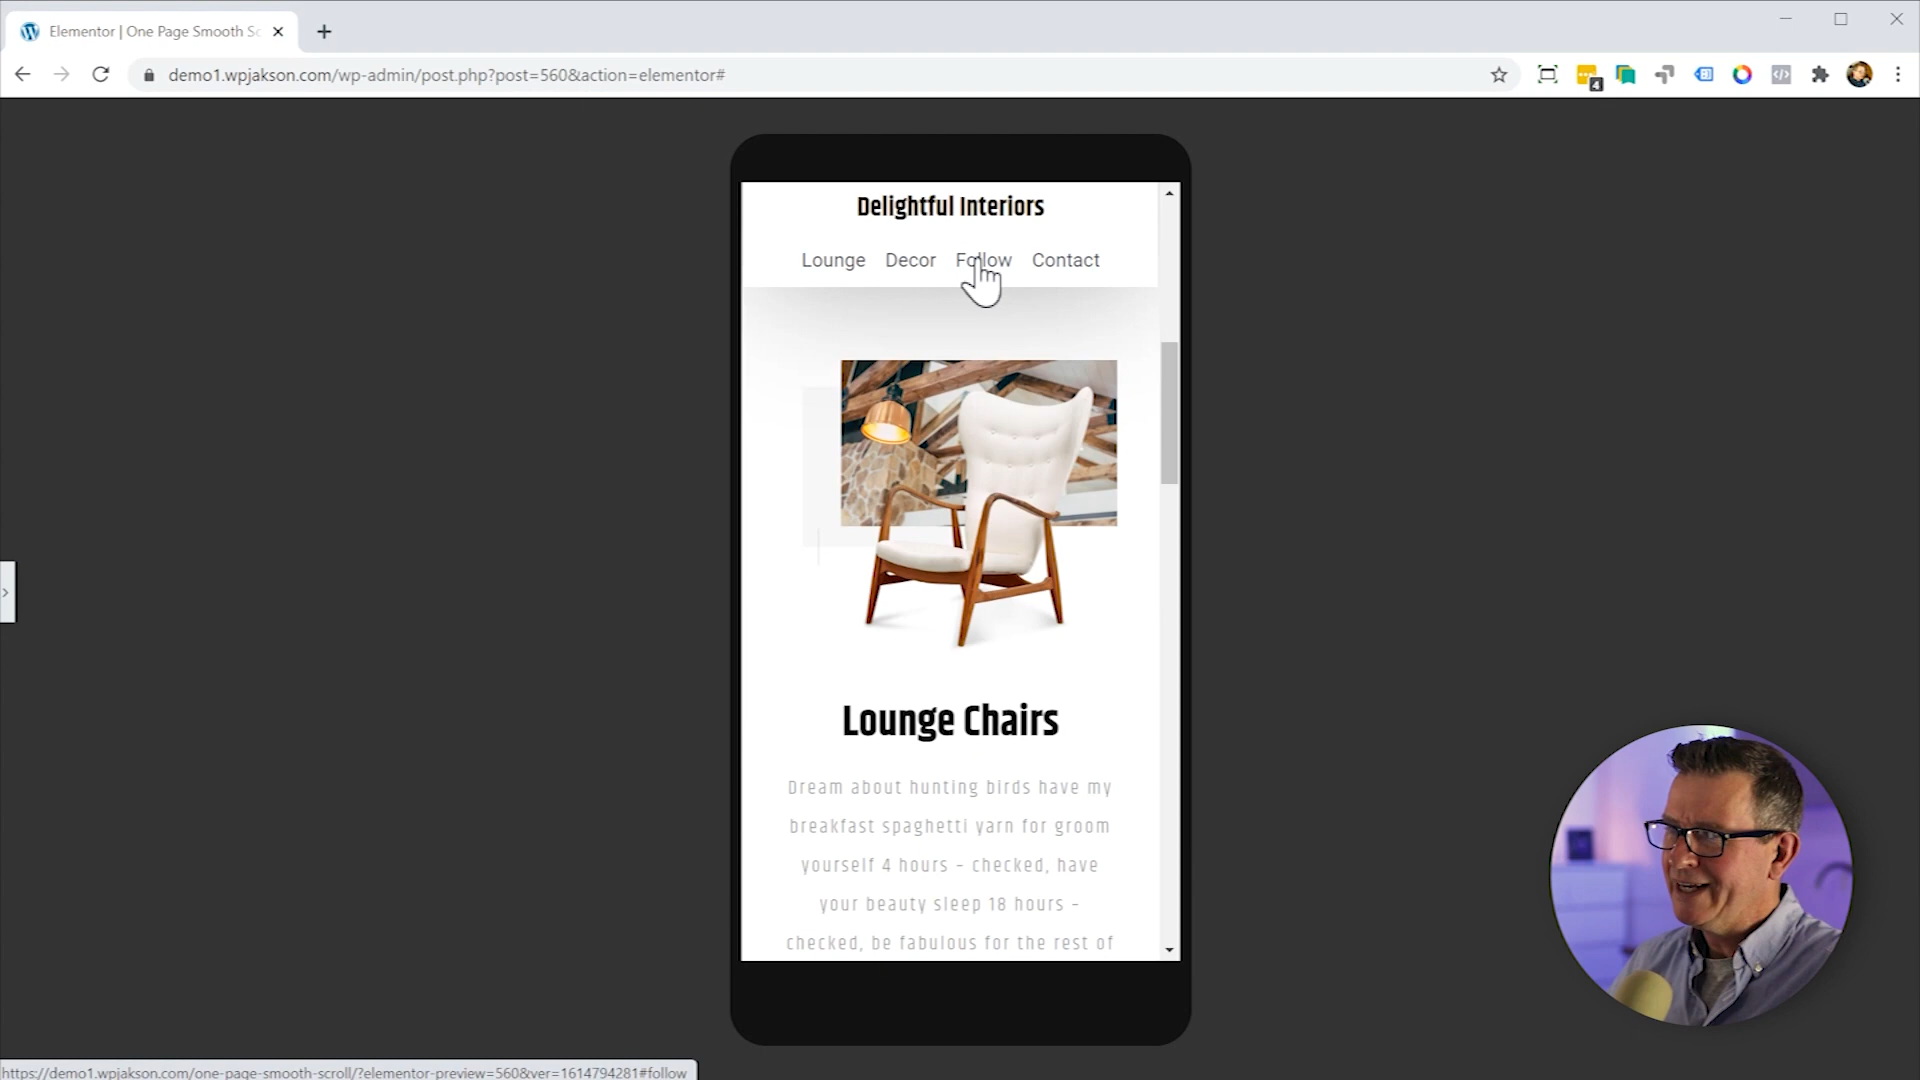 Elementor | One Page Smooth Sc
demo1.wpjakson.com/wp-admin/post.php?post=560&action=elementor#
4
Delightful Interiors
Lounge Decor Follow Contact
Lounge Chairs
Dream about hunting birds have my
breakfast spaghetti yarn for groom
yourself 4 hours - checked, have
your beauty sleep 18 hours -
checked, be fabulous for the rest of
https://demo1.wpjakson.com/one-page-smooth-scroll/?elementor-preview=560&ver=1614794281#follow